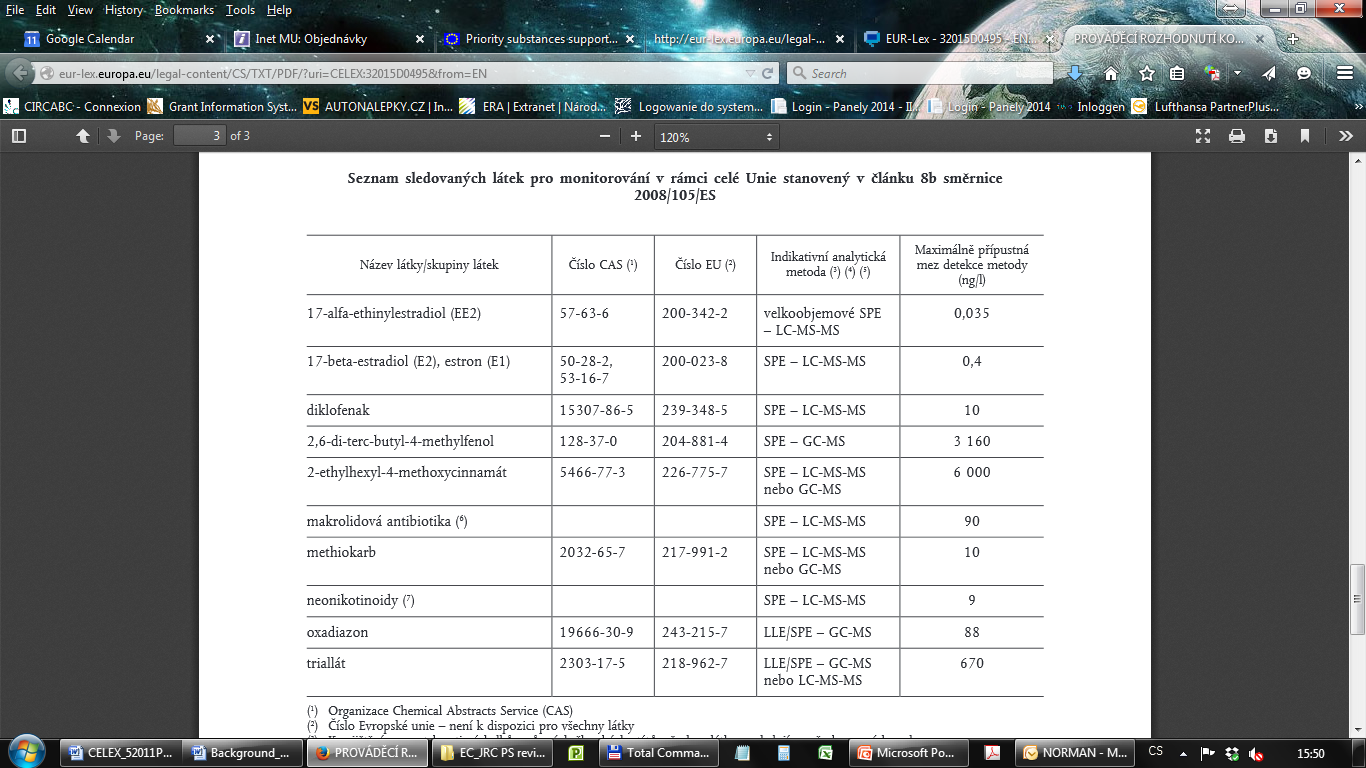 File Edit View History Bookmarks Tools Help
Google Calendar × Inet MU: Objednávky × Priority substances support... × http://eur-lex.europa.eu/legal-... × EUR-Lex - 32015D0495 - EN... × PROVÁDĚCÍ ROZHODNUTÍ KO... × +
eur-lex.europa.eu/legal-content/CS/TXT/PDF/?uri=CELEX:32015D0495&from=EN Search
CIRCABC - Connexion Grant Information Syst... VS AUTONALEPKY.CZ | In... ERA | Extranet | Národ... Logowanie do system... Login - Panely 2014 - II... Login - Panely 2014 Inloggen Lufthansa PartnerPlus... »
Page: 3 of 3 120%
Seznam sledovaných látek pro monitorování v rámci celé Unie stanovený v článku 8b směrnice
2008/105/ES
Název látky/skupiny látek Číslo CAS (¹) Číslo EU (²) Indikativní analytická metoda (³) (⁴) (⁵) Maximálně přípustná mez detekce metody (ng/l)
17-alfa-ethinylestradiol (EE2) 57-63-6 200-342-2 velkoobjemové SPE 0,035
– LC-MS-MS
17-beta-estradiol (E2), estron (E1) 50-28-2, 200-023-8 SPE – LC-MS-MS 0,4
53-16-7
diklofenak 15307-86-5 239-348-5 SPE – LC-MS-MS 10
2,6-di-terc-butyl-4-methylfenol 128-37-0 204-881-4 SPE – GC-MS 3 160
2-ethylhexyl-4-methoxycinnamát 5466-77-3 226-775-7 SPE – LC-MS-MS 6 000
nebo GC-MS
makrolidová antibiotika (⁶) SPE – LC-MS-MS 90
methiokarb 2032-65-7 217-991-2 SPE – LC-MS-MS 10
nebo GC-MS
neonikotinoidy (⁷) SPE – LC-MS-MS 9
oxadiazon 19666-30-9 243-215-7 LLE/SPE – GC-MS 88
triallát 2303-17-5 218-962-7 LLE/SPE – GC-MS 670
nebo LC-MS-MS
(¹) Organizace Chemical Abstracts Service (CAS)
(²) Číslo Evropské unie – není k dispozici pro všechny látky
CELEX_52011P... Background_... PROVÁDĚCÍ R... EC_JRC PS revi... Total Comma... Microsoft Po... NORMAN - M... CS 15:50